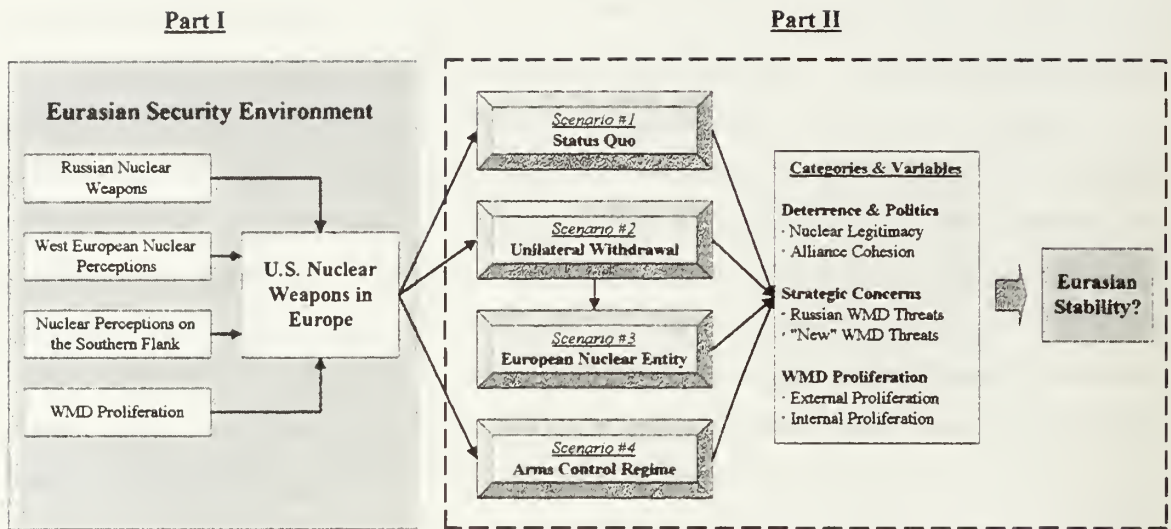 Part I
Eurasian Security Environment
Russian Nuclear
Weapons
West European Nuclear
Perceptions
Nuclear Perceptions on
the Southern Flank
WMD Proliferation
U.S. Nuclear
Weapons in
Europe
Part II
Scenario #1
Status Quo
Scenario #2
Unilateral Withdrawal
Scenario #3
European Nuclear Entity
Scenario #4
Arms Control Regime
Categories & Variables
Deterrence & Politics
· Nuclear Legitimacy
· Alliance Cohesion
Strategic Concerns
· Russian WMD Threats
· "New" WMD Threats
WMD Proliferation
· External Proliferation
· Internal Proliferation
Eurasian
Stability?